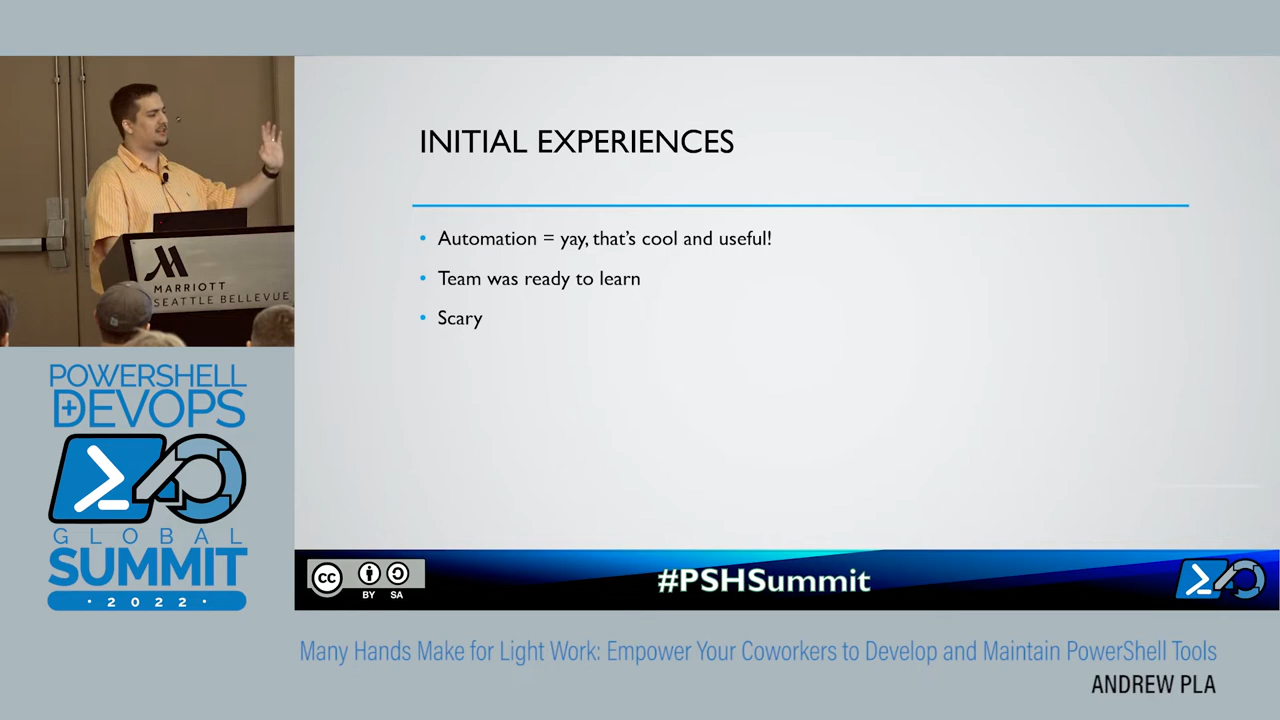 INITIAL EXPERIENCES
• Automation = yay, that's cool and useful!
• Team was ready to learn
• Scary
MARRIOTT
SEATTLE BELLEVUE
POWERSHELL
+ DEVOPS
GLOBAL
SUMMIT
· 2022 ·
CC BY SA
#PSHSummit
Many Hands Make for Light Work: Empower Your Coworkers to Develop and Maintain PowerShell Tools
ANDREW PLA